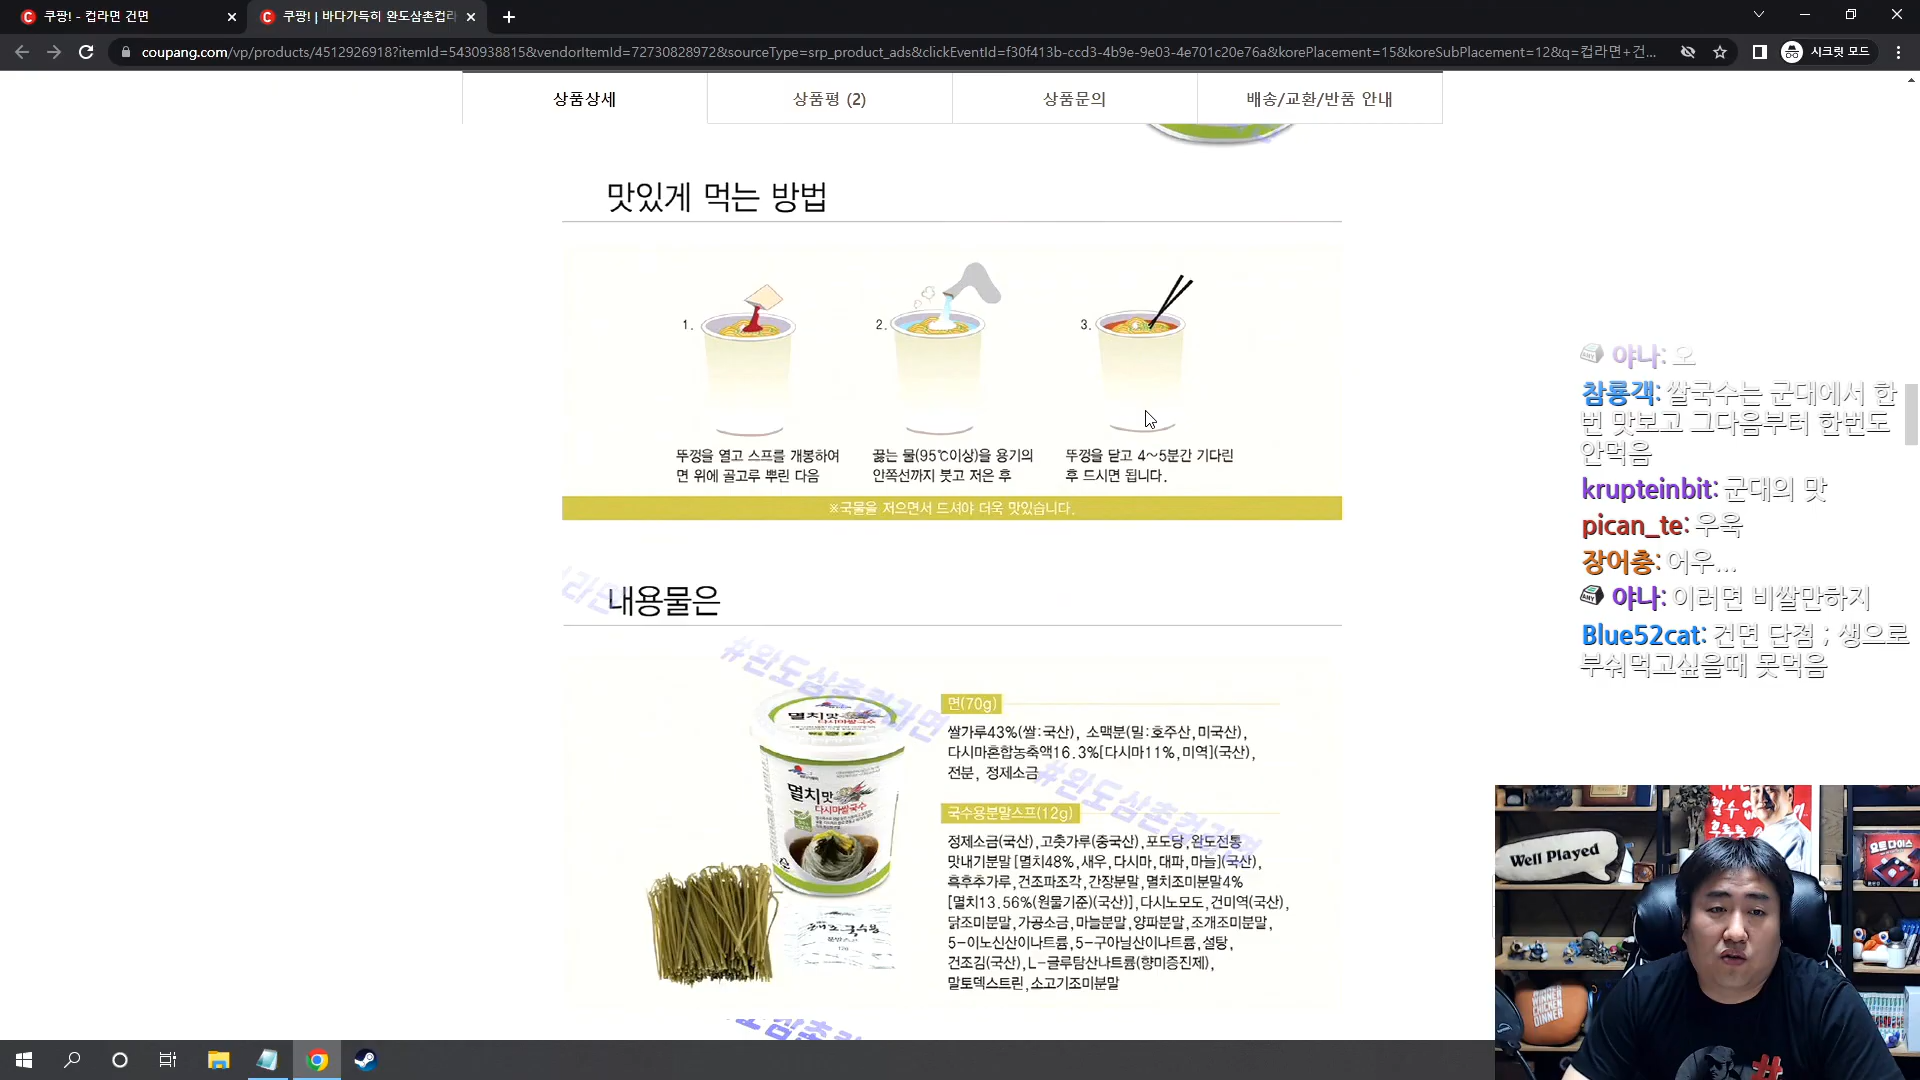 쿠팡! - 컵라면 건면
쿠팡! | 바다가득히 완도삼촌컵라
coupang.com/vp/products/4512926918?itemId=5430938815&vendorItemId=72730828972&sourceType=srp_product_ads&clickEventId=f30f413b-ccd3-4b9e-9e03-4e701c20e76a&korePlacement=15&koreSubPlacement=12&q=컵라면+건...
시크릿 모드
상품상세
상품평 (2)
상품문의
배송/교환/반품 안내
맛있게 먹는 방법
1.
2.
3.
뚜껑을 열고 스프를 개봉하여
면 위에 골고루 뿌린 다음
끓는 물(95℃이상)을 용기의
안쪽선까지 붓고 저은 후
뚜껑을 닫고 4~5분간 기다린
후 드시면 됩니다.
※국물을 저으면서 드셔야 더욱 맛있습니다.
내용물은
#완도삼촌컵라면
멸치맛
다시마쌀국수
멸치맛
다시마쌀국수
면(70g)
쌀가루43%(쌀:국산), 소맥분(밀:호주산,미국산),
다시마혼합농축액16.3%[다시마11%,미역](국산),
전분, 정제소금
국수용분말스프(12g)
정제소금(국산),고춧가루(중국산),포도당,완도전통
맛내기분말[멸치48%,새우,다시마,대파,마늘](국산),
흑후추가루,건조파조각,간장분말,멸치조미분말4%
[멸치13.56%(원물기준)(국산)],다시노모도,건미역(국산),
닭조미분말,가공소금,마늘분말,양파분말,조개조미분말,
5-이노신산이나트륨,5-구아닐산이나트륨,설탕,
건조김(국산),L-글루탐산나트륨(향미증진제),
말토덱스트린,소고기조미분말
야나: 오
참룡객: 쌀국수는 군대에서 한
번 맛보고 그다음부터 한번도
안먹음
krupteinbit: 군대의 맛
pican_te: 우욱
장어충: 어우...
야나: 이러면 비쌀만하지
Blue52cat: 건면 단점 ; 생으로
부숴먹고싶을때 못먹음
Well Played
WINNER
CHICKEN
DINNER